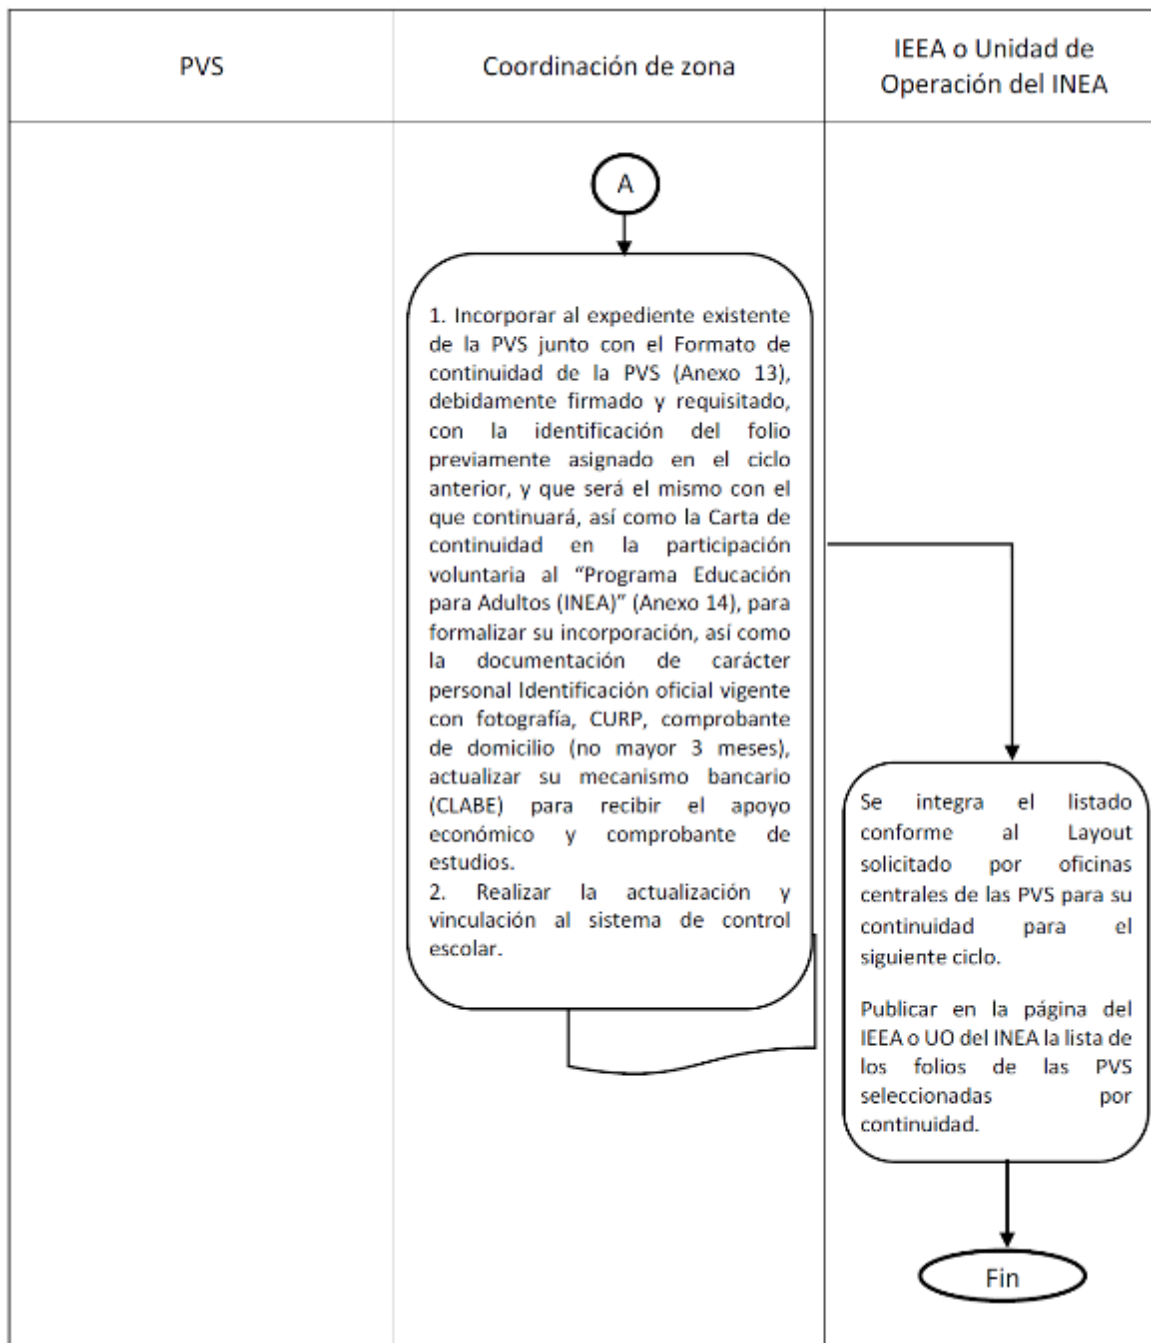 PVS
Coordinación de zona
IEEA o Unidad de
Operación del INEA
A
1. Incorporar al expediente existente
de la PVS junto con el Formato de
continuidad de la PVS (Anexo 13),
debidamente firmado y requisitado,
con la identificación del folio
previamente asignado en el ciclo
anterior, y que será el mismo con el
que continuará, así como la Carta de
continuidad en la participación
voluntaria al “Programa Educación
para Adultos (INEA)” (Anexo 14), para
formalizar su incorporación, así como
la documentación de carácter
personal Identificación oficial vigente
con fotografía, CURP, comprobante
de domicilio (no mayor 3 meses),
actualizar su mecanismo bancario
(CLABE) para recibir el apoyo
económico y comprobante de
estudios.
2. Realizar la actualización y
vinculación al sistema de control
escolar.
Se integra el listado
conforme al Layout
solicitado por oficinas
centrales de las PVS para su
continuidad para el
siguiente ciclo.
Publicar en la página del
IEEA o UO del INEA la lista de
los folios de las PVS
seleccionadas por
continuidad.
Fin